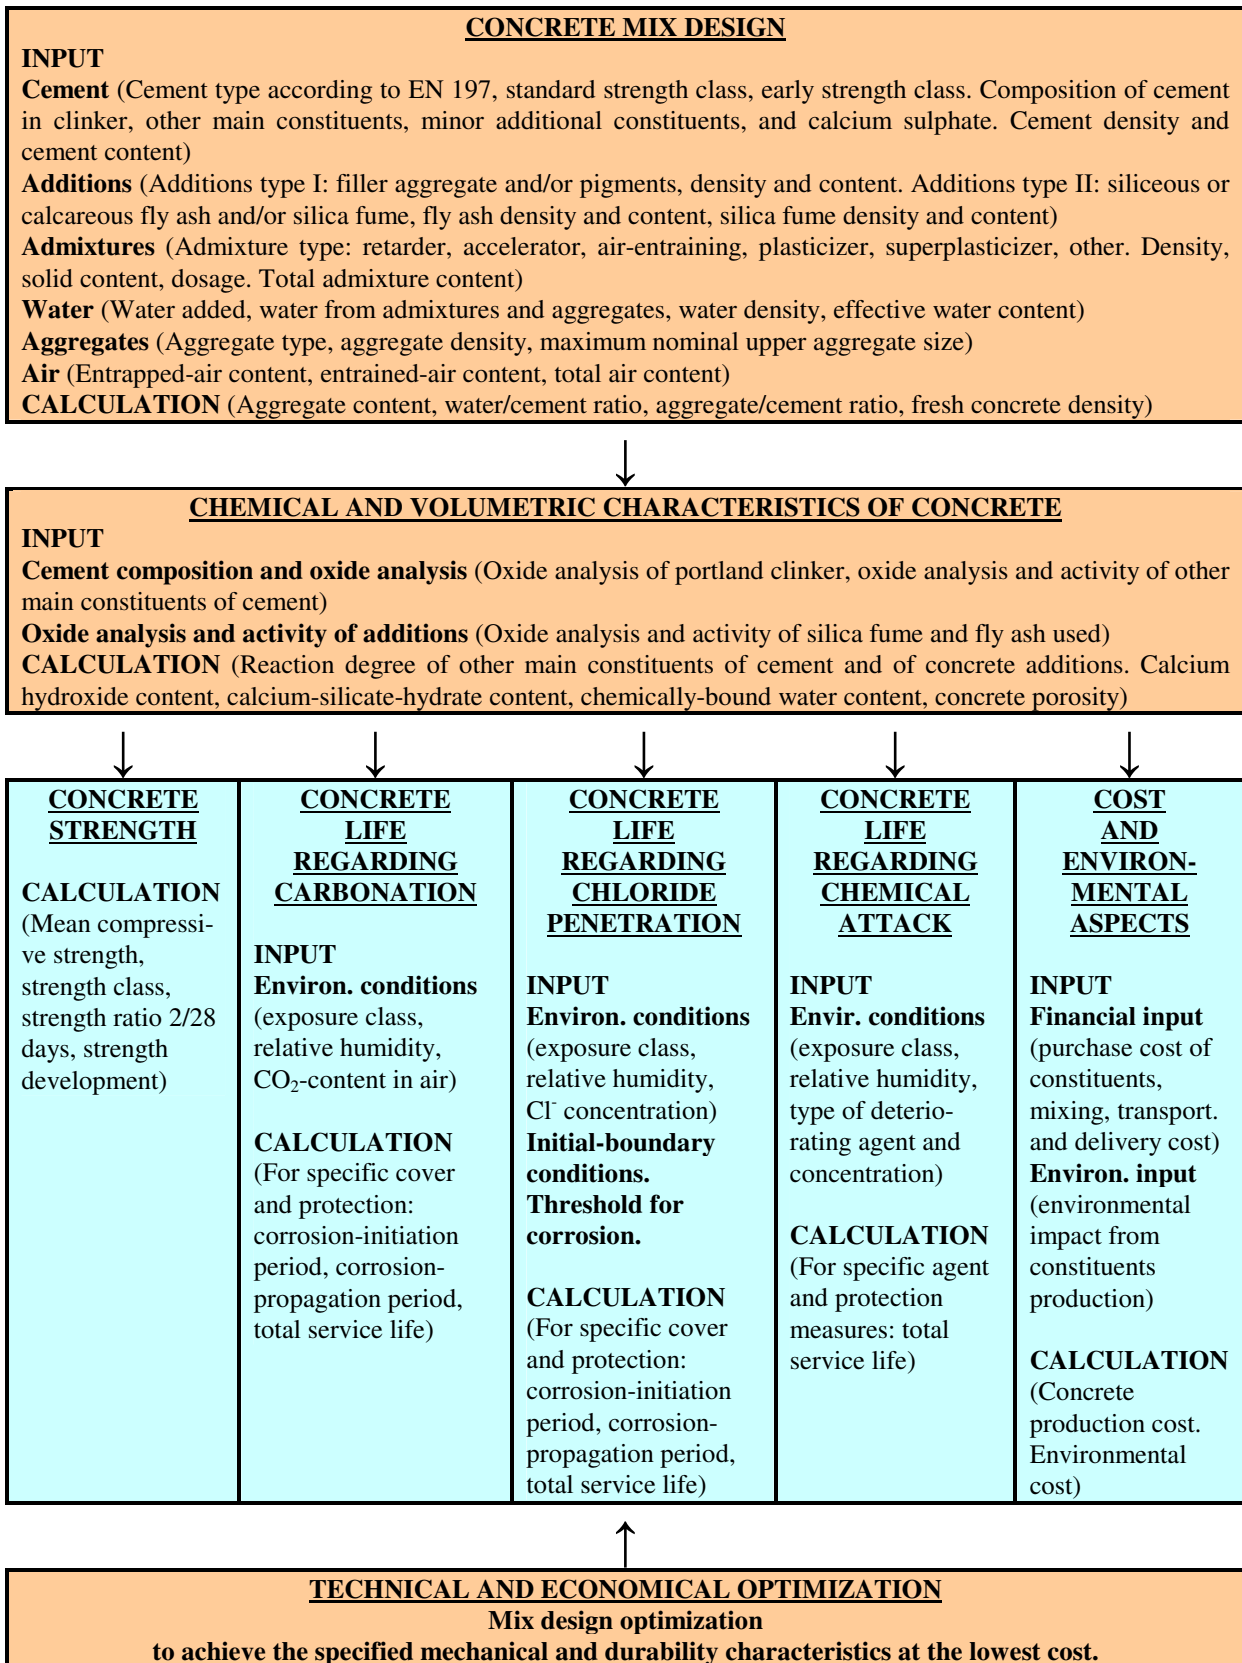 CONCRETE MIX DESIGN
INPUT
Cement (Cement type according to EN 197, standard strength class, early strength class. Composition of cement
in clinker, other main constituents, minor additional constituents, and calcium sulphate. Cement density and
cement content)
Additions (Additions type I: filler aggregate and/or pigments, density and content. Additions type II: siliceous or
calcareous fly ash and/or silica fume, fly ash density and content, silica fume density and content)
Admixtures (Admixture type: retarder, accelerator, air-entraining, plasticizer, superplasticizer, other. Density,
solid content, dosage. Total admixture content)
Water (Water added, water from admixtures and aggregates, water density, effective water content)
Aggregates (Aggregate type, aggregate density, maximum nominal upper aggregate size)
Air (Entrapped-air content, entrained-air content, total air content)
CALCULATION (Aggregate content, water/cement ratio, aggregate/cement ratio, fresh concrete density)
↓
CHEMICAL AND VOLUMETRIC CHARACTERISTICS OF CONCRETE
INPUT
Cement composition and oxide analysis (Oxide analysis of portland clinker, oxide analysis and activity of other
main constituents of cement)
Oxide analysis and activity of additions (Oxide analysis and activity of silica fume and fly ash used)
CALCULATION (Reaction degree of other main constituents of cement and of concrete additions. Calcium
hydroxide content, calcium-silicate-hydrate content, chemically-bound water content, concrete porosity)
↓ ↓ ↓ ↓ ↓
CONCRETE
STRENGTH
CALCULATION
(Mean compressi-
ve strength,
strength class,
strength ratio 2/28
days, strength
development)
CONCRETE
LIFE
REGARDING
CARBONATION
INPUT
Environ. conditions
(exposure class,
relative humidity,
CO₂-content in air)
CALCULATION
(For specific cover
and protection:
corrosion-initiation
period, corrosion-
propagation period,
total service life)
CONCRETE
LIFE
REGARDING
CHLORIDE
PENETRATION
INPUT
Environ. conditions
(exposure class,
relative humidity,
Cl⁻ concentration)
Initial-boundary
conditions.
Threshold for
corrosion.
CALCULATION
(For specific cover
and protection:
corrosion-initiation
period, corrosion-
propagation period,
total service life)
CONCRETE
LIFE
REGARDING
CHEMICAL
ATTACK
INPUT
Envir. conditions
(exposure class,
relative humidity,
type of deterio-
rating agent and
concentration)
CALCULATION
(For specific agent
and protection
measures: total
service life)
COST
AND
ENVIRON-
MENTAL
ASPECTS
INPUT
Financial input
(purchase cost of
constituents,
mixing, transport.
and delivery cost)
Environ. input
(environmental
impact from
constituents
production)
CALCULATION
(Concrete
production cost.
Environmental
cost)
↑
TECHNICAL AND ECONOMICAL OPTIMIZATION
Mix design optimization
to achieve the specified mechanical and durability characteristics at the lowest cost.